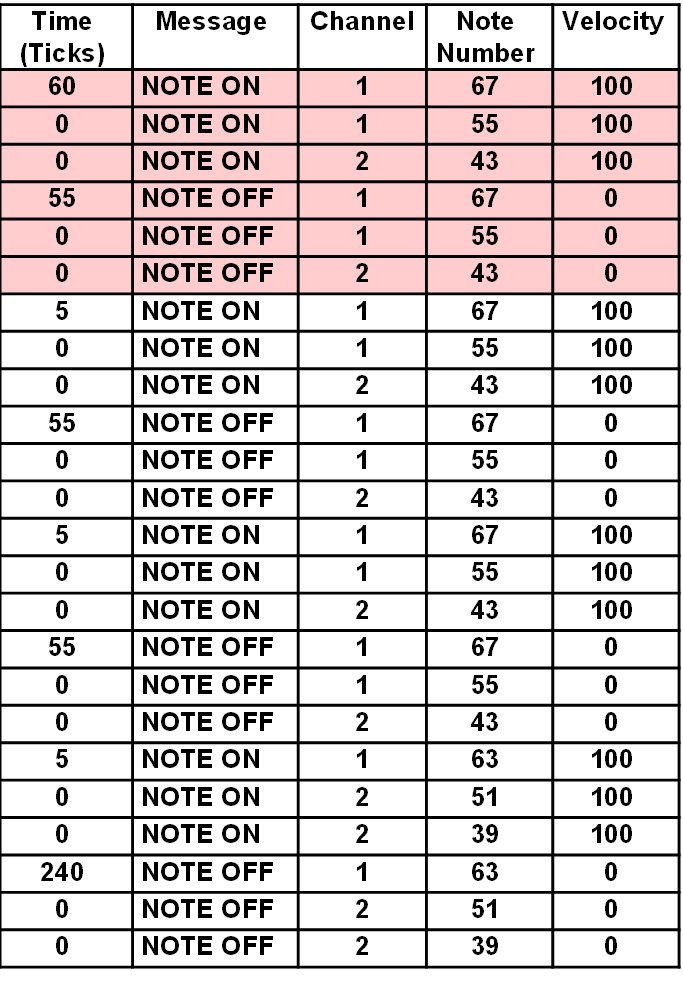 Time (Ticks) Message Channel Note Number Velocity
60 NOTE ON 1 67 100
0 NOTE ON 1 55 100
0 NOTE ON 2 43 100
55 NOTE OFF 1 67 0
0 NOTE OFF 1 55 0
0 NOTE OFF 2 43 0
5 NOTE ON 1 67 100
0 NOTE ON 1 55 100
0 NOTE ON 2 43 100
55 NOTE OFF 1 67 0
0 NOTE OFF 1 55 0
0 NOTE OFF 2 43 0
5 NOTE ON 1 67 100
0 NOTE ON 1 55 100
0 NOTE ON 2 43 100
55 NOTE OFF 1 67 0
0 NOTE OFF 1 55 0
0 NOTE OFF 2 43 0
5 NOTE ON 1 63 100
0 NOTE ON 2 51 100
0 NOTE ON 2 39 100
240 NOTE OFF 1 63 0
0 NOTE OFF 2 51 0
0 NOTE OFF 2 39 0